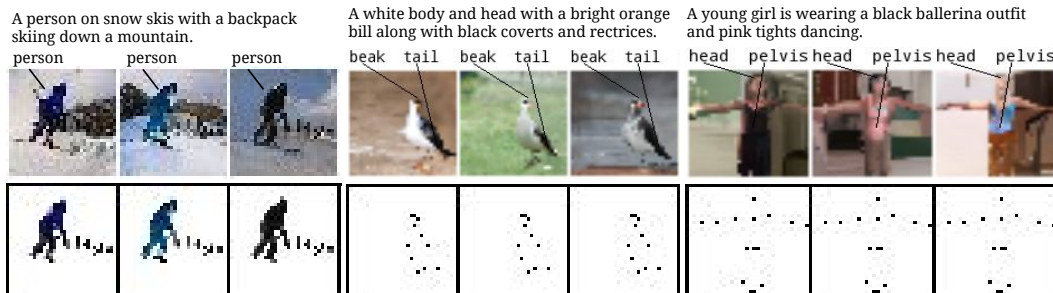 A person on snow skis with a backpack
skiing down a mountain.
person person person
A white body and head with a bright orange
bill along with black coverts and rectrices.
beak tail beak tail beak tail
A young girl is wearing a black ballerina outfit
and pink tights dancing.
head pelvis head pelvis head pelvis